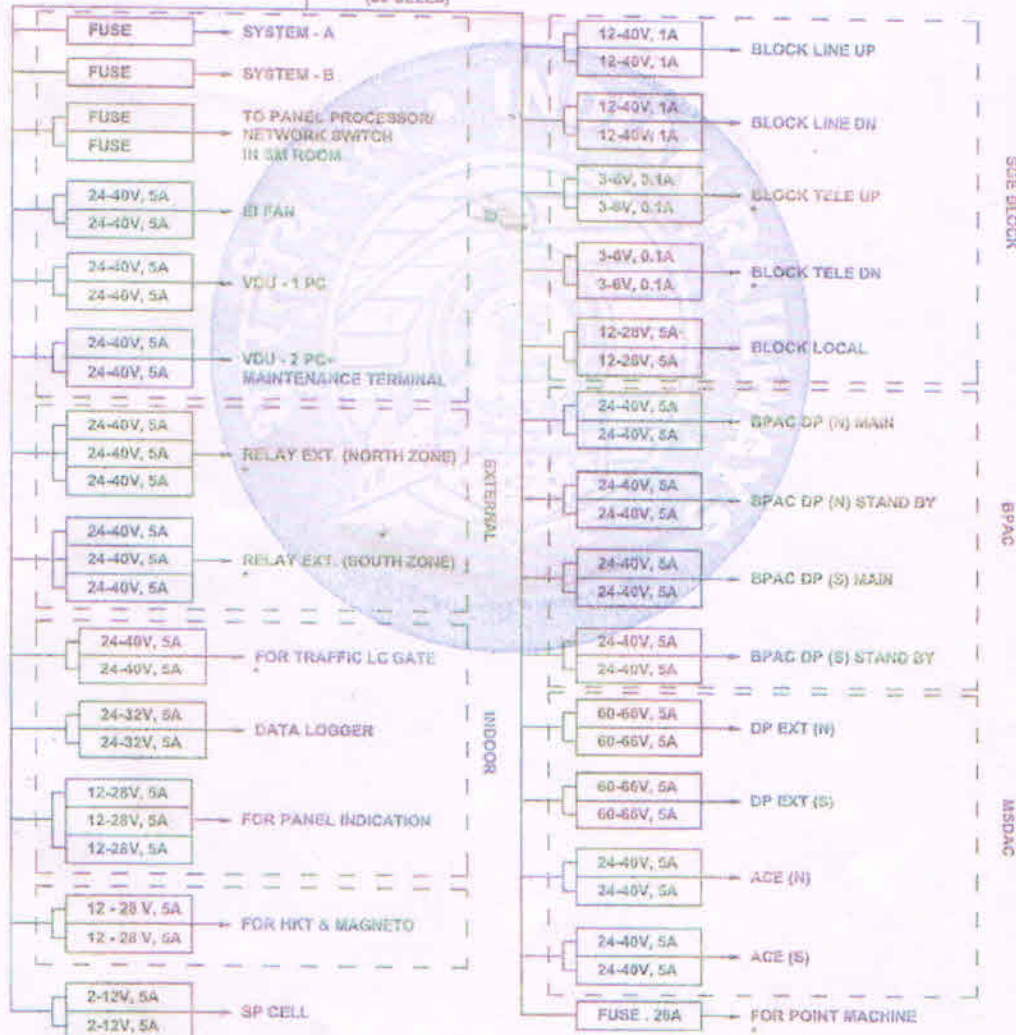 FUSE
SYSTEM - A
FUSE
SYSTEM - B
FUSE
FUSE
TO PANEL PROCESSOR/
NETWORK SWITCH
IN SM ROOM
24-40V, 5A
24-40V, 5A
EI FAN
24-40V, 5A
24-40V, 5A
VDU - 1 PC
24-40V, 5A
24-40V, 5A
VDU - 2 PC+
MAINTENANCE TERMINAL
24-40V, 5A
24-40V, 5A
24-40V, 5A
RELAY EXT. (NORTH ZONE)
*
24-40V, 5A
24-40V, 5A
24-40V, 5A
RELAY EXT. (SOUTH ZONE)
*
EXTERNAL
24-40V, 5A
24-40V, 5A
FOR TRAFFIC LC GATE
*
24-32V, 5A
24-32V, 5A
DATA LOGGER
12-28V, 5A
12-28V, 5A
12-28V, 5A
FOR PANEL INDICATION
INDOOR
12 - 28 V, 5A
12 - 28 V, 5A
FOR HKT & MAGNETO
2-12V, 5A
2-12V, 5A
SP CELL
12-40V, 1A
12-40V, 1A
BLOCK LINE UP
12-40V, 1A
12-40V, 1A
BLOCK LINE DN
3-6V, 0.1A
3-6V, 0.1A
BLOCK TELE UP
*
3-6V, 0.1A
3-6V, 0.1A
BLOCK TELE DN
*
12-28V, 5A
12-28V, 5A
BLOCK LOCAL
SGE BLOCK
24-40V, 5A
24-40V, 5A
BPAC DP (N) MAIN
24-40V, 5A
24-40V, 5A
BPAC DP (N) STAND BY
24-40V, 5A
24-40V, 5A
BPAC DP (S) MAIN
24-40V, 5A
24-40V, 5A
BPAC DP (S) STAND BY
BPAC
60-66V, 5A
60-66V, 5A
DP EXT (N)
60-66V, 5A
60-66V, 5A
DP EXT (S)
24-40V, 5A
24-40V, 5A
ACE (N)
24-40V, 5A
24-40V, 5A
ACE (S)
MSDAC
FUSE . 20A
FOR POINT MACHINE
*